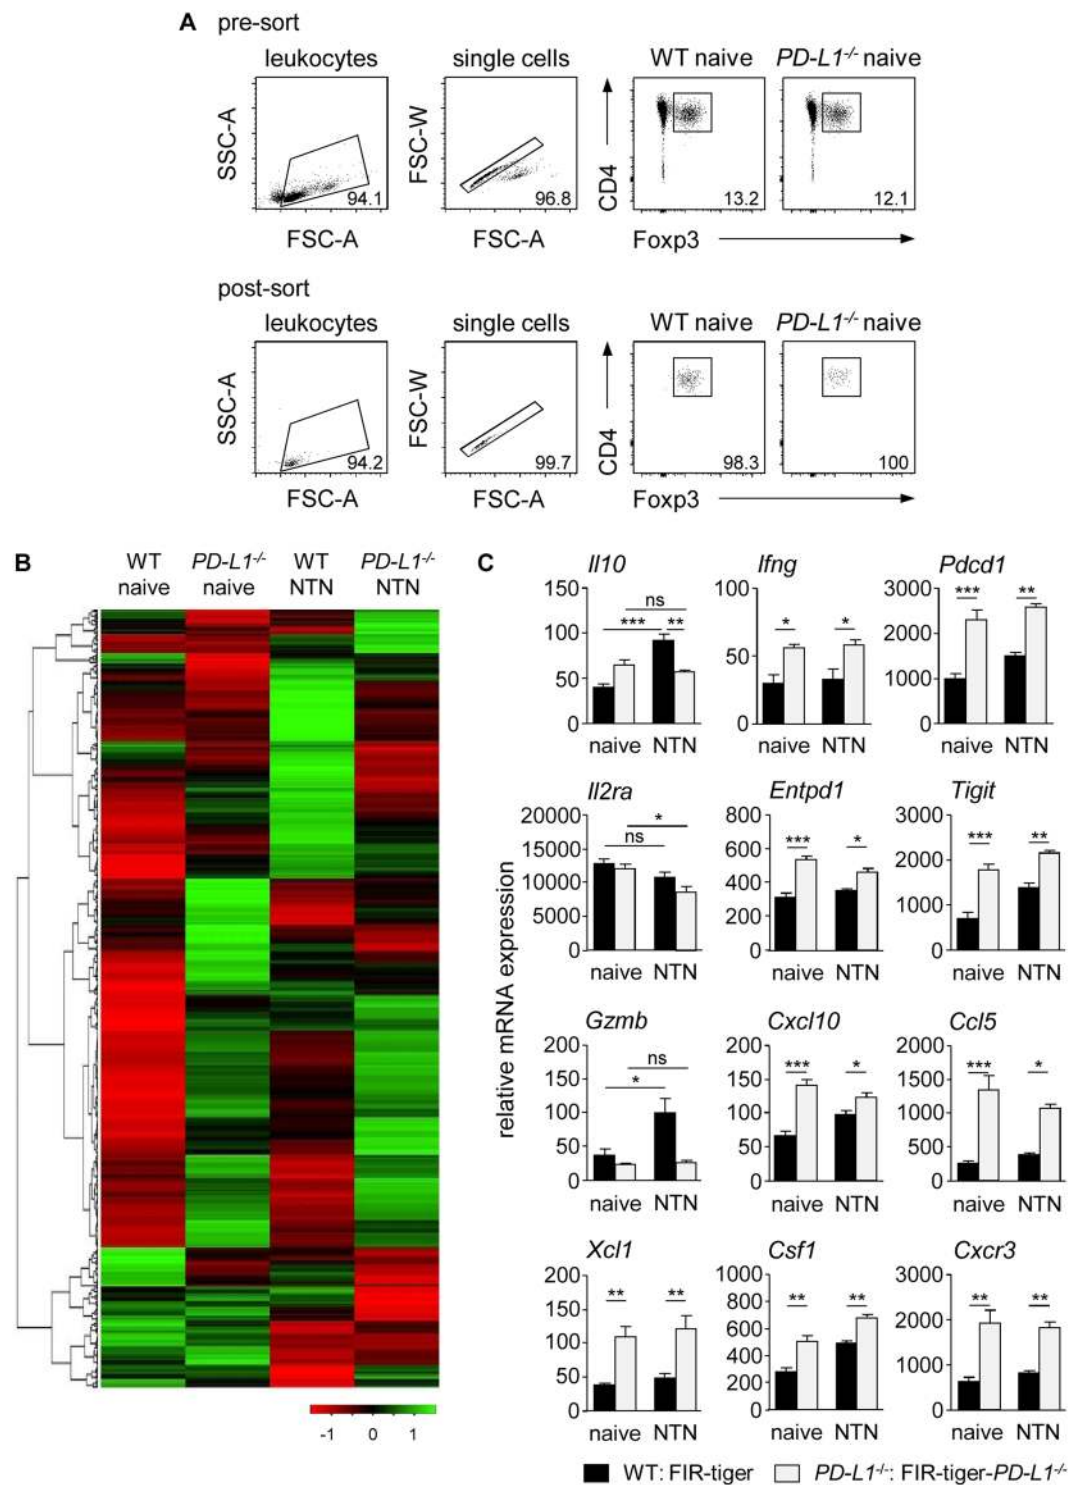 A pre-sort
leukocytes single cells WT naive PD-L1-/- naive
SSC-A FSC-W CD4
94.1 96.8 13.2 12.1
FSC-A FSC-A Foxp3
post-sort
leukocytes single cells WT naive PD-L1-/- naive
SSC-A FSC-W CD4
94.2 99.7 98.3 100
FSC-A FSC-A Foxp3
B WT PD-L1-/- WT PD-L1-/-
naive naive NTN NTN
-1 0 1
C
relative mRNA expression
Il10
150
100
50
0
ns
*** **
naive NTN
Ifng
100
50
0
* *
naive NTN
Pdcd1
3000
2000
1000
0
*** **
naive NTN
Il2ra
20000
15000
10000
5000
0
*
ns
naive NTN
Entpd1
800
600
400
200
0
*** *
naive NTN
Tigit
3000
2000
1000
0
*** **
naive NTN
Gzmb
200
150
100
50
0
ns
*
naive NTN
Cxcl10
200
150
100
50
0
*** *
naive NTN
Ccl5
2000
1500
1000
500
0
*** *
naive NTN
Xcl1
200
150
100
50
0
** **
naive NTN
Csf1
1000
800
600
400
200
0
** **
naive NTN
Cxcr3
3000
2000
1000
0
** **
naive NTN
WT: FIR-tiger PD-L1-/-: FIR-tiger-PD-L1-/-